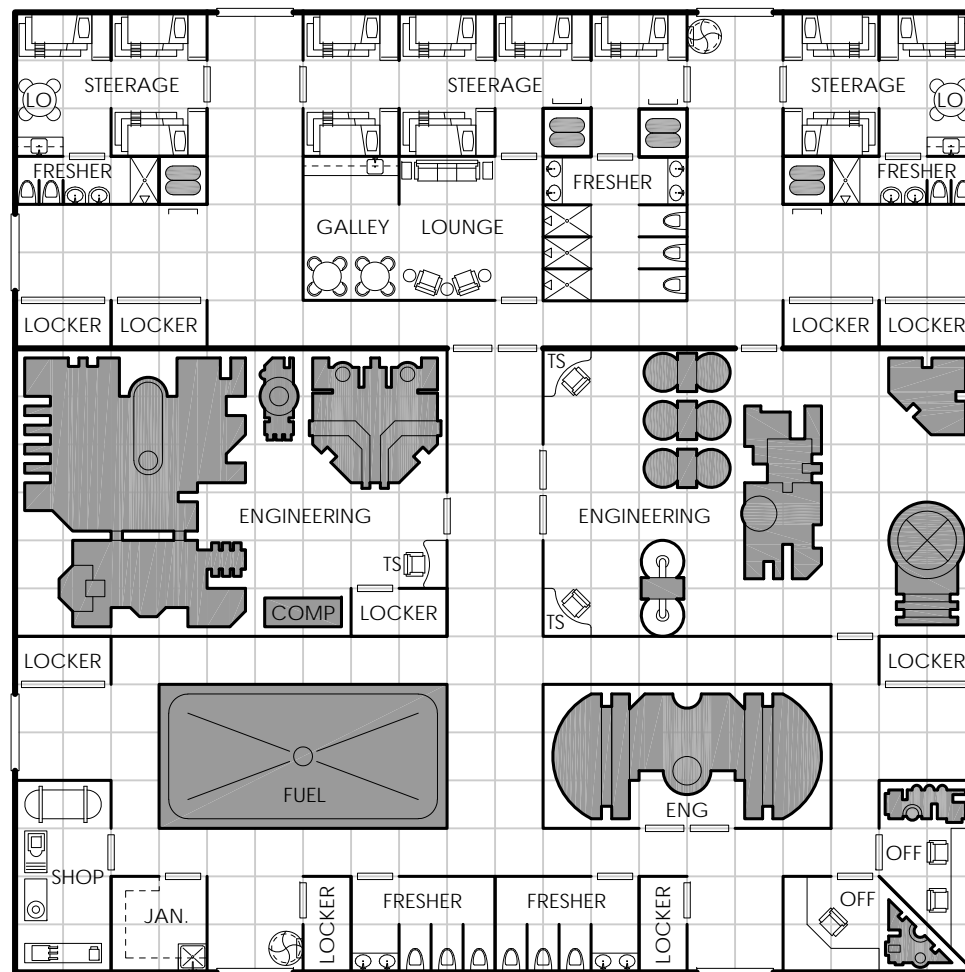 STEERAGE
STEERAGE
STEERAGE
LO
LO
FRESHER
FRESHER
FRESHER
GALLEY
LOUNGE
LOCKER
LOCKER
LOCKER
LOCKER
TS
ENGINEERING
ENGINEERING
TS
COMP
LOCKER
TS
LOCKER
LOCKER
FUEL
ENG
SHOP
OFF
JAN.
LOCKER
FRESHER
FRESHER
LOCKER
OFF